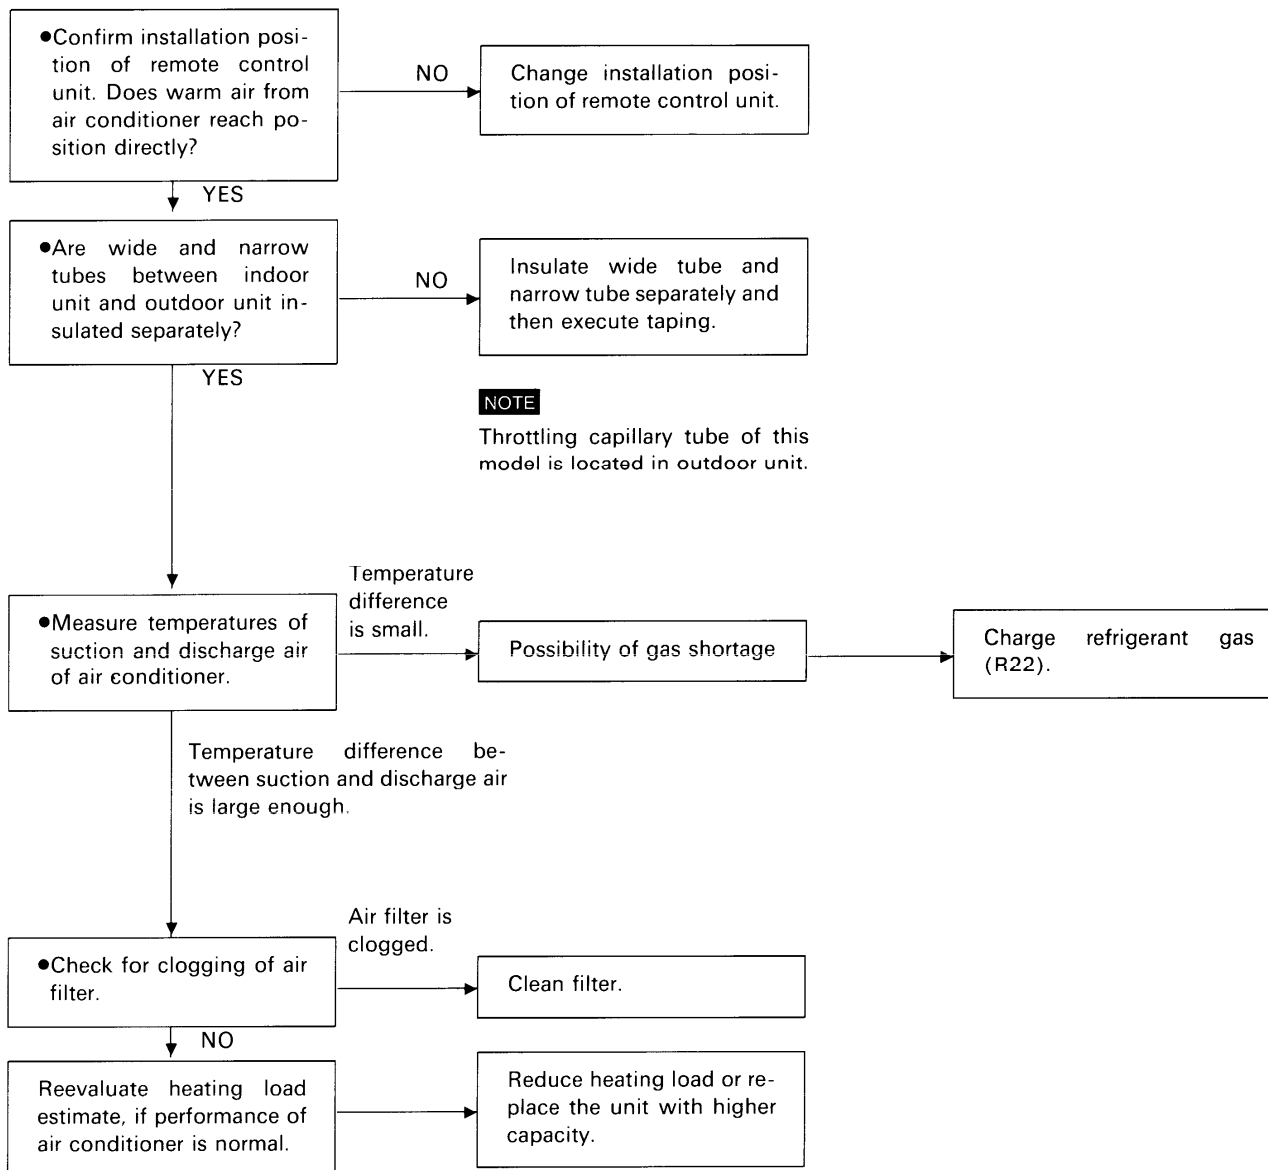 ●Confirm installation posi-
tion of remote control
unit. Does warm air from
air conditioner reach po-
sition directly?
NO
Change installation posi-
tion of remote control unit.
YES
●Are wide and narrow
tubes between indoor
unit and outdoor unit in-
sulated separately?
NO
Insulate wide tube and
narrow tube separately and
then execute taping.
YES
NOTE
Throttling capillary tube of this
model is located in outdoor unit.
Temperature
difference
is small.
●Measure temperatures of
suction and discharge air
of air conditioner.
Possibility of gas shortage
Charge refrigerant gas
(R22).
Temperature difference be-
tween suction and discharge air
is large enough.
Air filter is
clogged.
●Check for clogging of air
filter.
Clean filter.
NO
Reevaluate heating load
estimate, if performance of
air conditioner is normal.
Reduce heating load or re-
place the unit with higher
capacity.